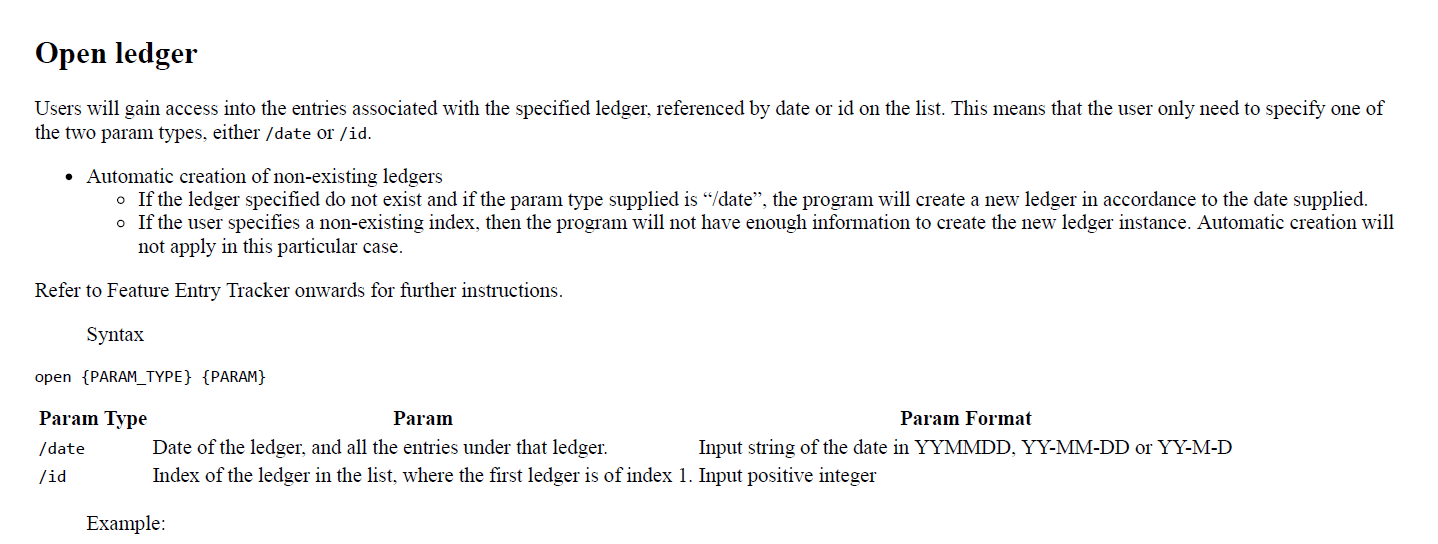 Open ledger
Users will gain access into the entries associated with the specified ledger, referenced by date or id on the list. This means that the user only need to specify one of
the two param types, either /date or /id.
• Automatic creation of non-existing ledgers
◦ If the ledger specified do not exist and if the param type supplied is “/date”, the program will create a new ledger in accordance to the date supplied.
◦ If the user specifies a non-existing index, then the program will not have enough information to create the new ledger instance. Automatic creation will
not apply in this particular case.
Refer to Feature Entry Tracker onwards for further instructions.
Syntax
open {PARAM_TYPE} {PARAM}
Param Type Param Param Format
/date Date of the ledger, and all the entries under that ledger. Input string of the date in YYMMDD, YY-MM-DD or YY-M-D
/id Index of the ledger in the list, where the first ledger is of index 1. Input positive integer
Example: